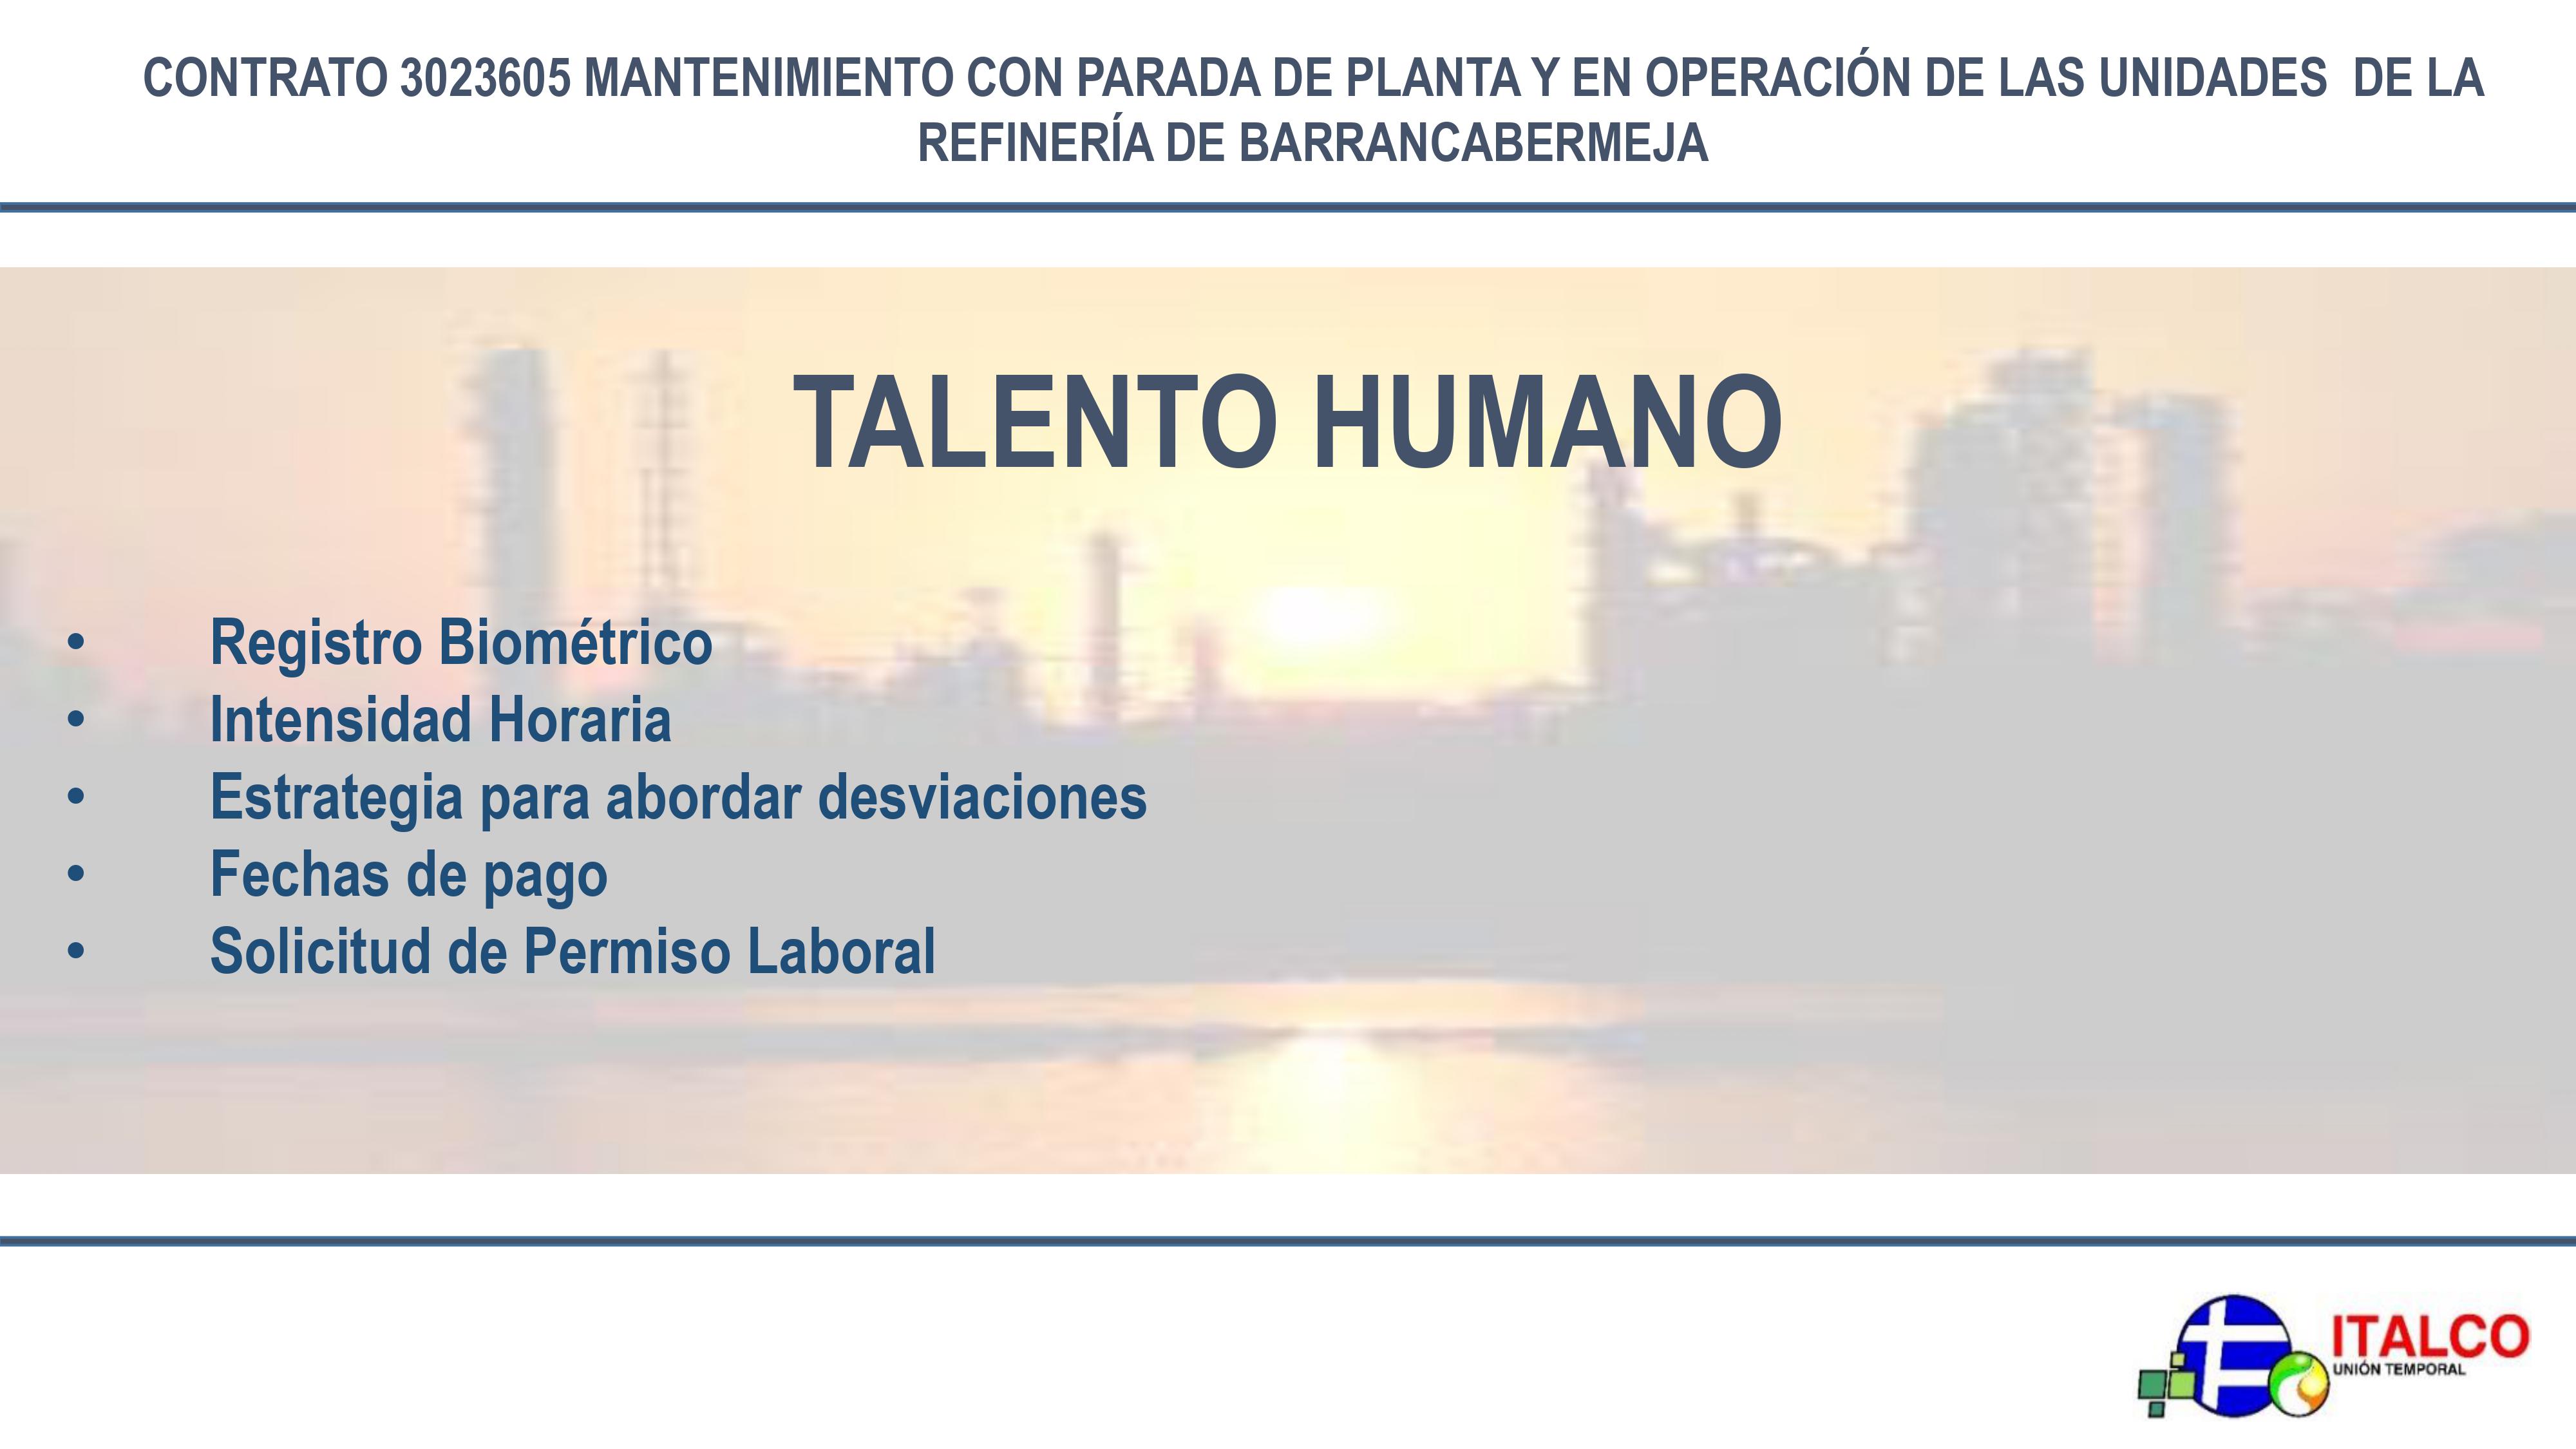 CONTRATO 3023605 MANTENIMIENTO CON PARADA DE PLANTA Y EN OPERACIÓN DE LAS UNIDADES  DE LA
REFINERÍA DE BARRANCABERMEJA
TALENTO HUMANO
• Registro Biométrico
• Intensidad Horaria
• Estrategia para abordar desviaciones
• Fechas de pago
• Solicitud de Permiso Laboral
ITALCO
UNIÓN TEMPORAL